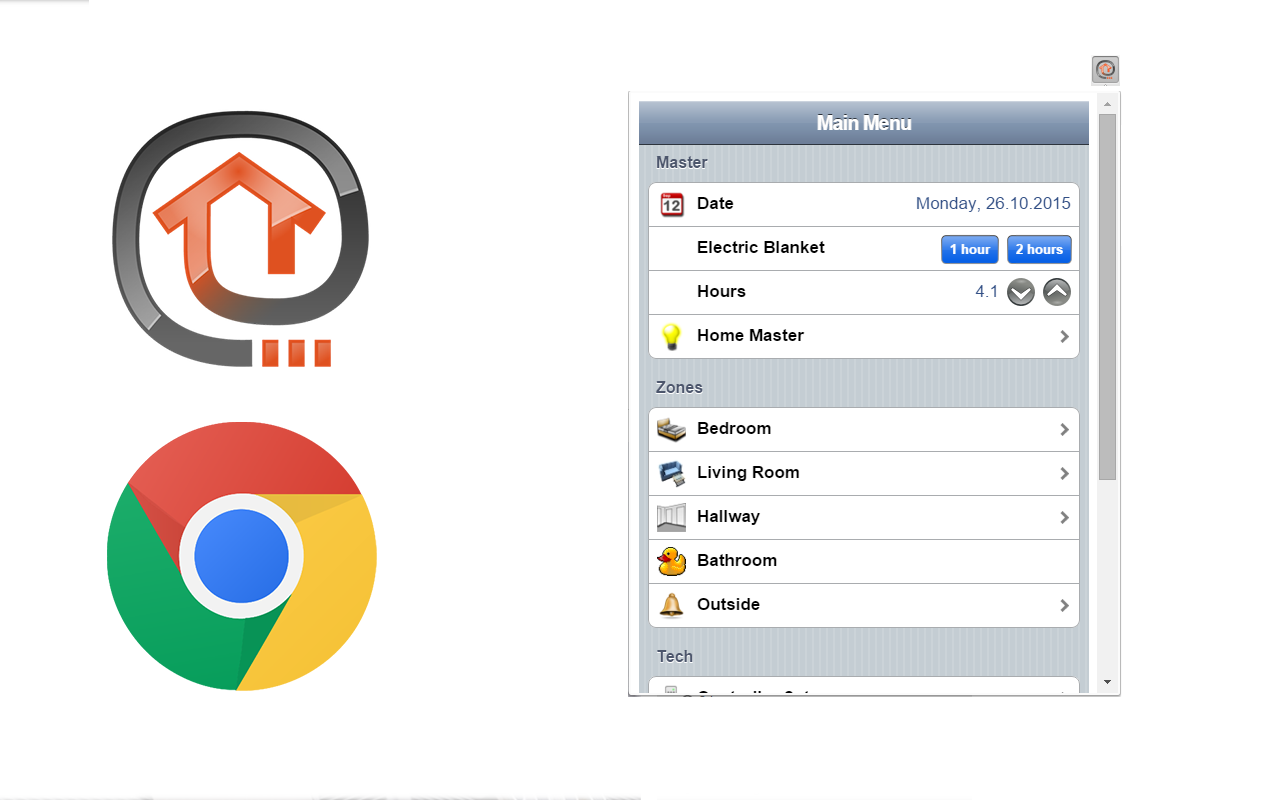 Main Menu
Master
12
Date Monday, 26.10.2015
Electric Blanket 1 hour 2 hours
Hours 4.1
Home Master
Zones
Bedroom
Living Room
Hallway
Bathroom
Outside
Tech